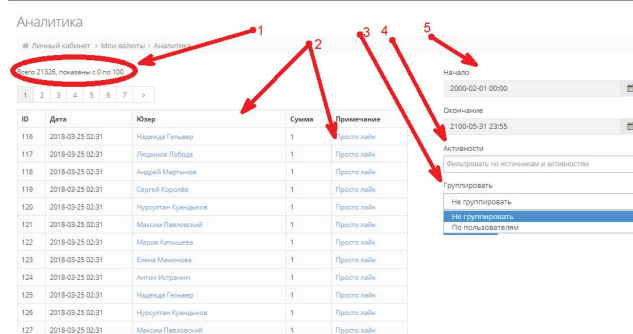 Аналитика
Личный кабинет > Мои валюты > Аналитика
Всего 21326, показаны с 0 по 100
1 2 3 4 5 6 7 >
ID Дата Юзер Сумма Примечание
116 2018-03-25 02:31 Надежда Гельвер 1 Просто лайк
117 2018-03-25 02:31 Людмила Лобода 1 Просто лайк
118 2018-03-25 02:31 Андрей Мартынов 1 Просто лайк
119 2018-03-25 02:31 Сергей Королёв 1 Просто лайк
120 2018-03-25 02:31 Нурсултан Куандыков 1 Просто лайк
121 2018-03-25 02:31 Максим Павловский 1 Просто лайк
122 2018-03-25 02:31 Мария Катышева 1 Просто лайк
123 2018-03-25 02:31 Елена Мамонова 1 Просто лайк
124 2018-03-25 02:31 Антон Истранин 1 Просто лайк
125 2018-03-25 02:31 Надежда Гельвер 1 Просто лайк
126 2018-03-25 02:31 Нурсултан Куандыков 1 Просто лайк
127 2018-03-25 02:31 Максим Павловский 1 Просто лайк
1
2
3
4
5
Начало
2000-02-01 00:00
Окончание
2100-05-31 23:55
Активности
Фильтровать по источникам и активностям
Группировать
Не группировать
Не группировать
По пользователям